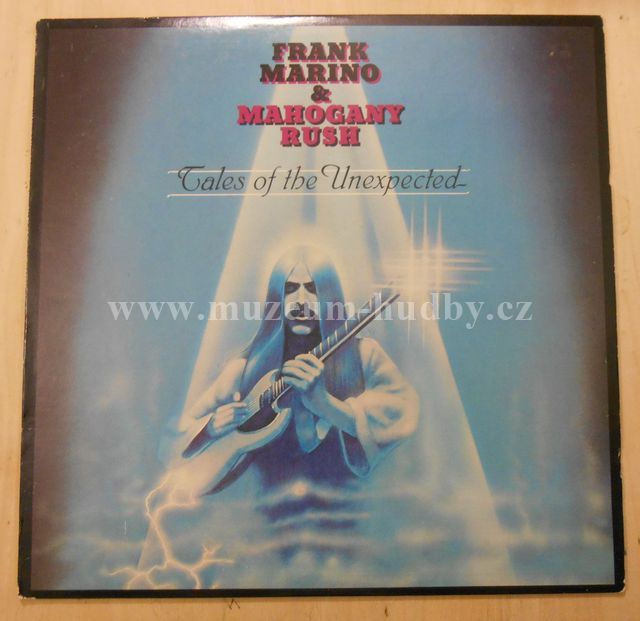 FRANK
MARINO
&
MAHOGANY
RUSH
Tales of the Unexpected
www.muzeum-hudby.cz